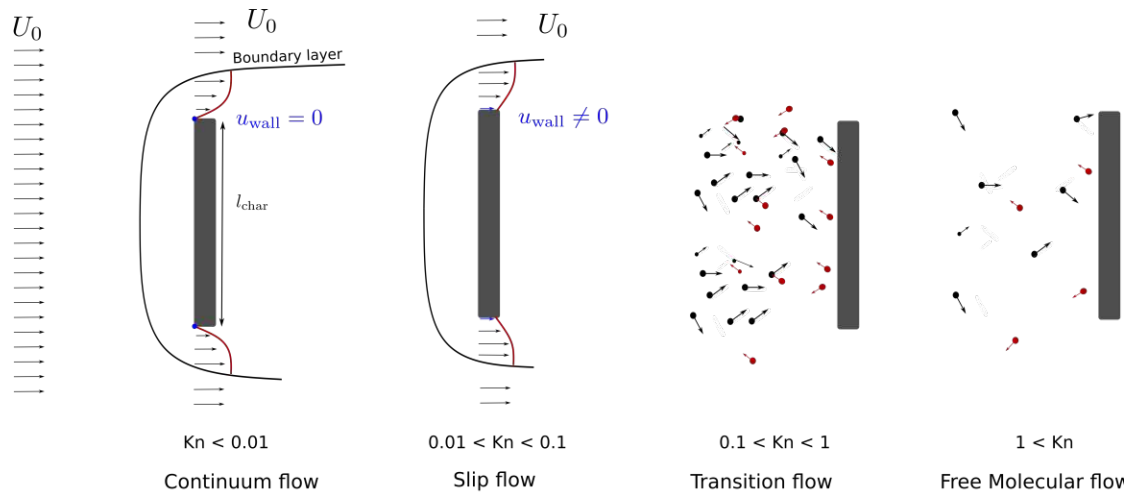 U₀
U₀
U₀
Boundary layer
u_wall = 0
u_wall ≠ 0
l_char
Kn < 0.01
0.01 < Kn < 0.1
0.1 < Kn < 1
1 < Kn
Continuum flow
Slip flow
Transition flow
Free Molecular flow